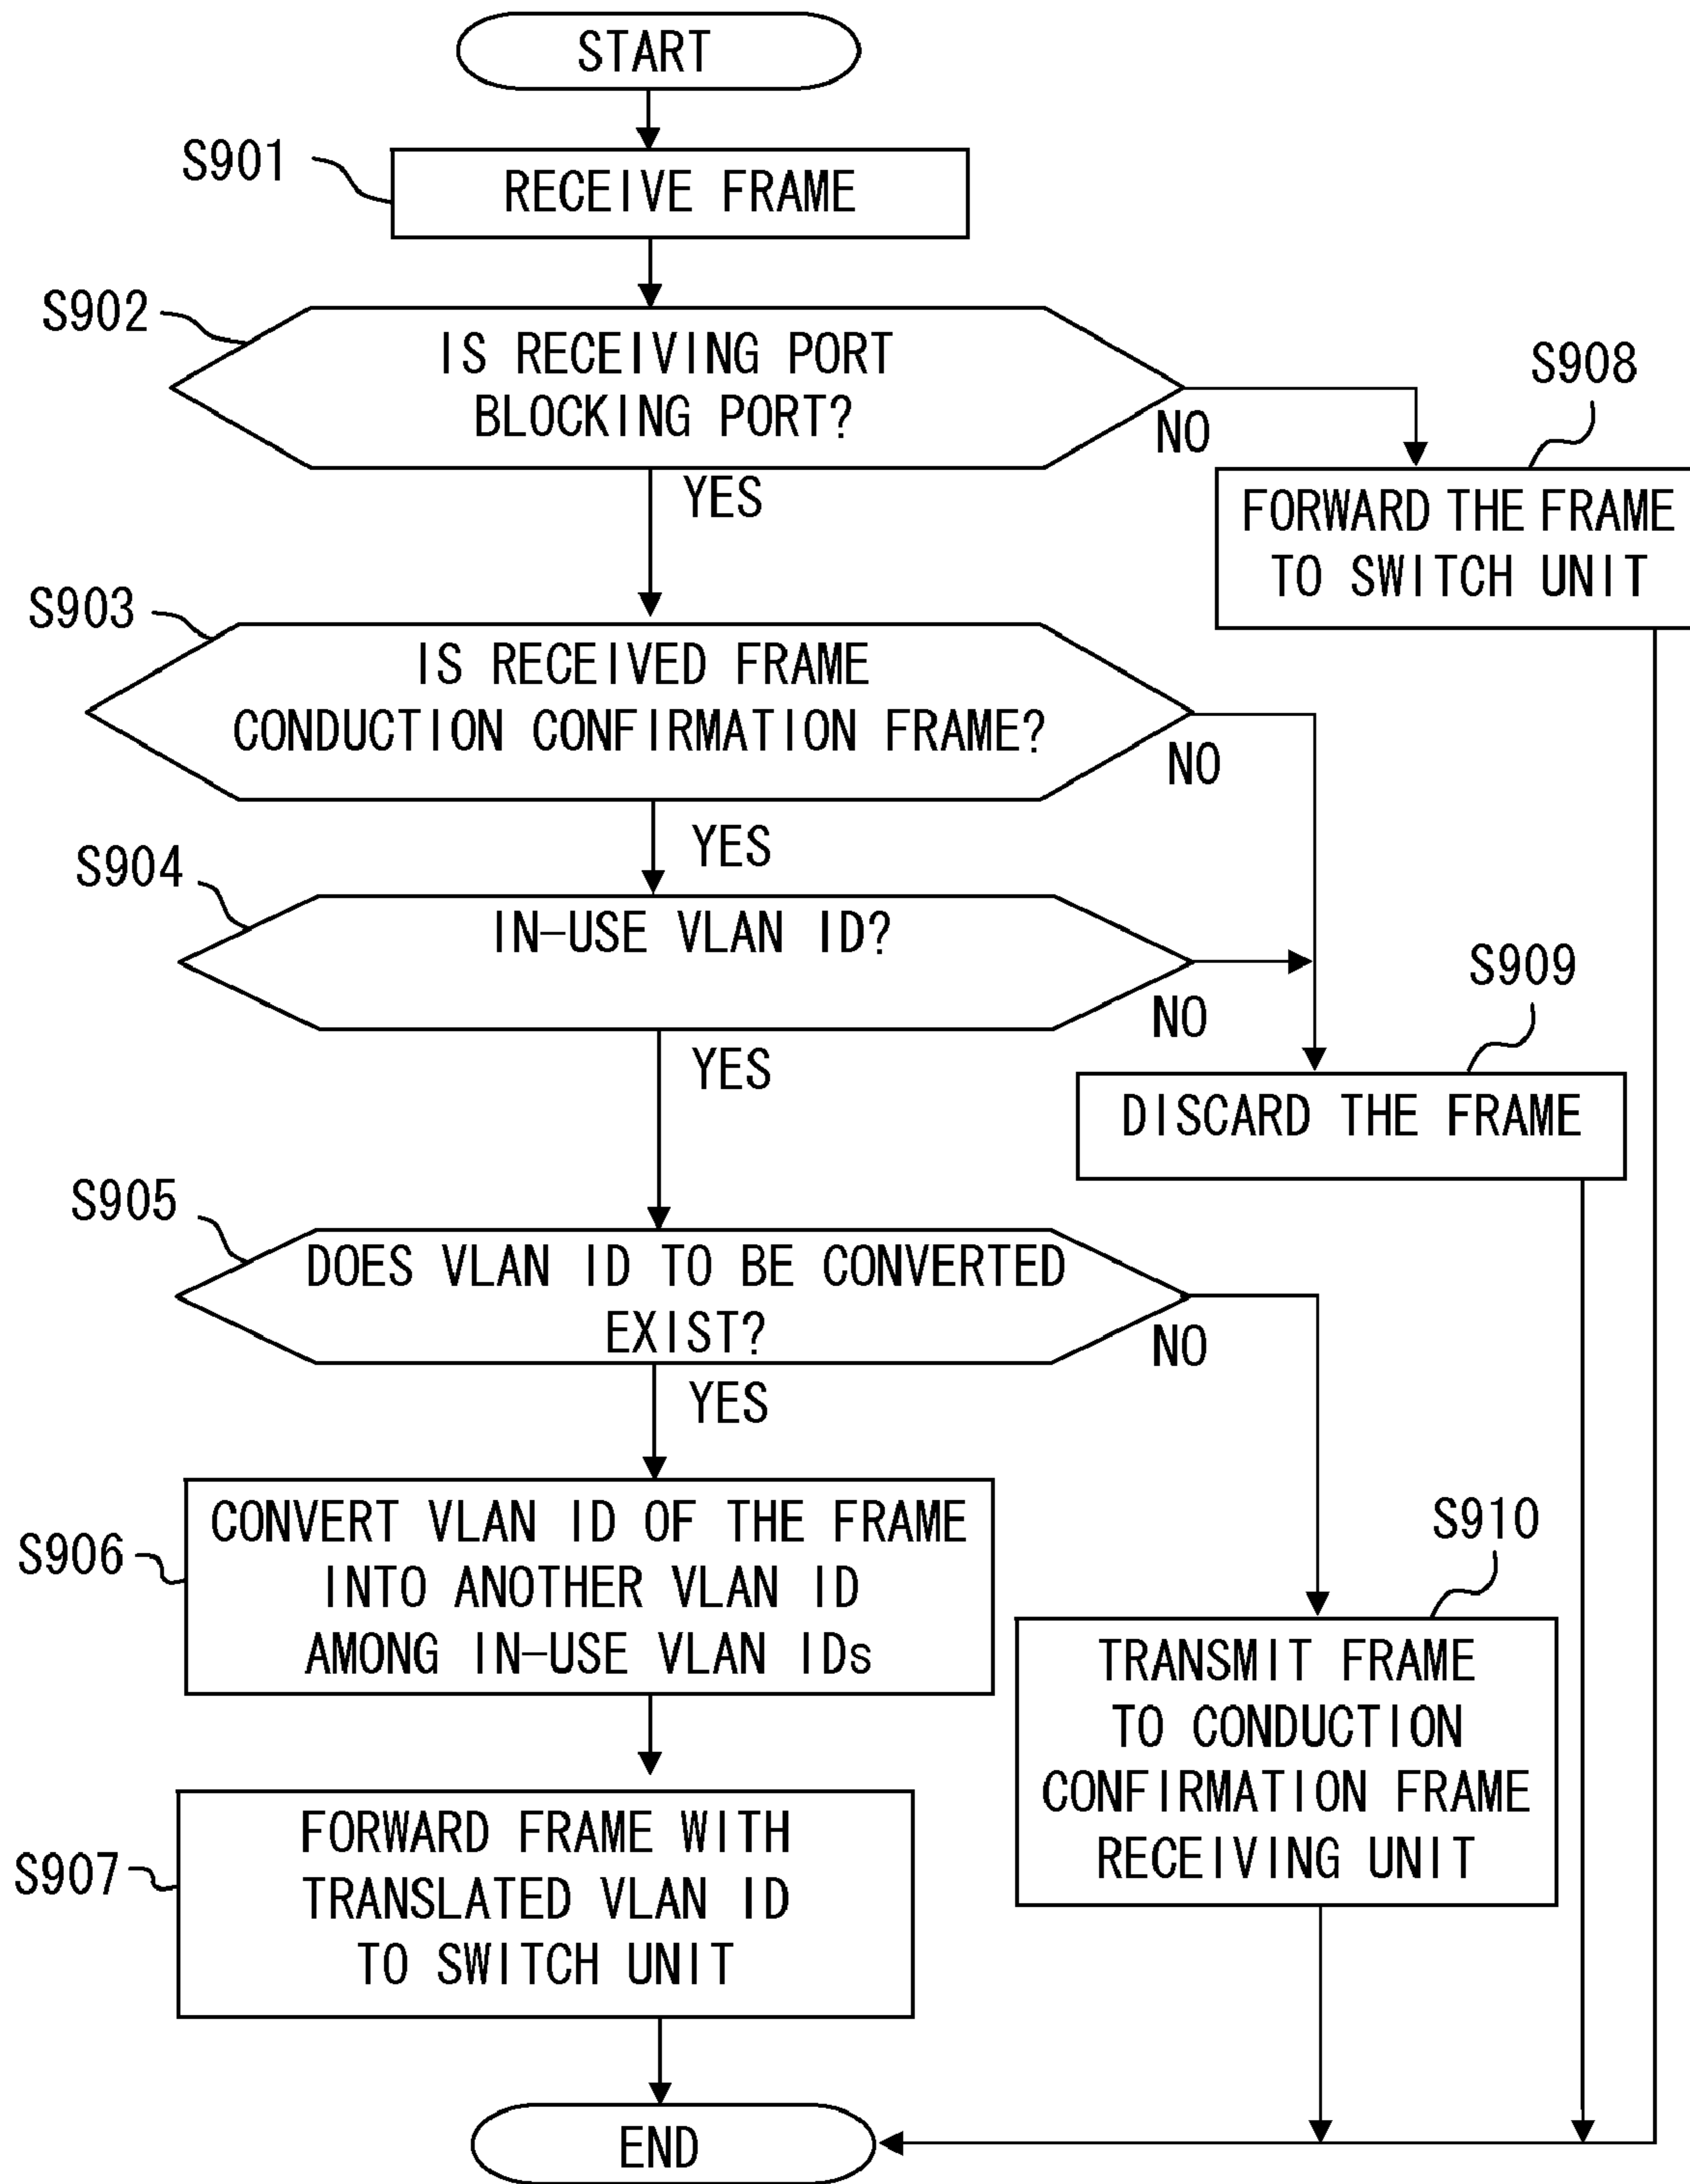 START
S901
RECEIVE FRAME
S902
IS RECEIVING PORT
BLOCKING PORT?
NO
YES
S908
FORWARD THE FRAME
TO SWITCH UNIT
S903
IS RECEIVED FRAME
CONDUCTION CONFIRMATION FRAME?
NO
YES
S904
IN-USE VLAN ID?
NO
YES
S909
DISCARD THE FRAME
S905
DOES VLAN ID TO BE CONVERTED
EXIST?
NO
YES
S906
CONVERT VLAN ID OF THE FRAME
INTO ANOTHER VLAN ID
AMONG IN-USE VLAN IDs
S910
TRANSMIT FRAME
TO CONDUCTION
CONFIRMATION FRAME
RECEIVING UNIT
S907
FORWARD FRAME WITH
TRANSLATED VLAN ID
TO SWITCH UNIT
END